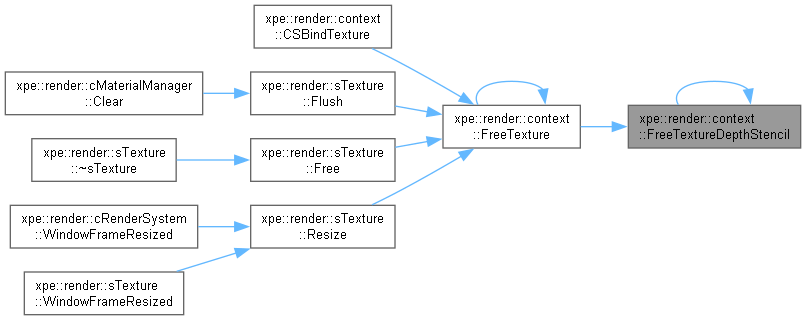 xpe::render::context
::CSBindTexture
xpe::render::cMaterialManager
::Clear
xpe::render::sTexture
::Flush
xpe::render::context
::FreeTexture
xpe::render::context
::FreeTextureDepthStencil
xpe::render::sTexture
::~sTexture
xpe::render::sTexture
::Free
xpe::render::cRenderSystem
::WindowFrameResized
xpe::render::sTexture
::Resize
xpe::render::sTexture
::WindowFrameResized